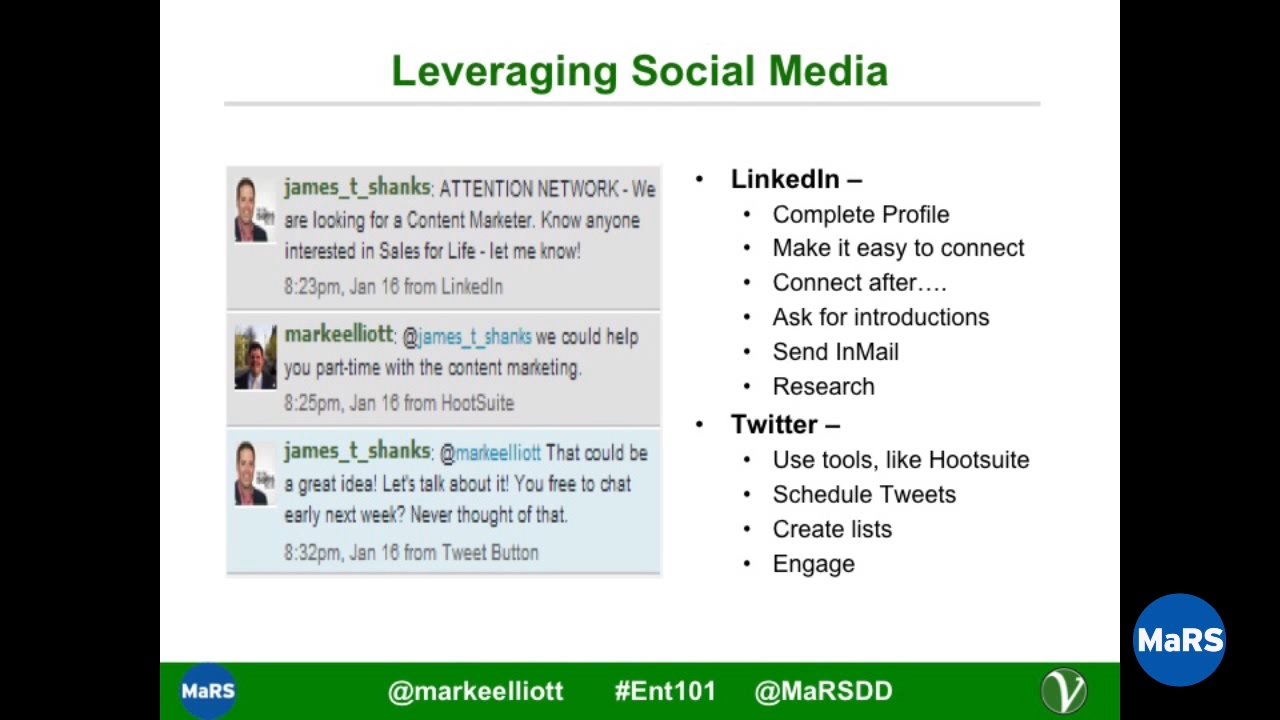 Leveraging Social Media
james_t_shanks: ATTENTION NETWORK - We
are looking for a Content Marketer. Know anyone
interested in Sales for Life - let me know!
8:23pm, Jan 16 from LinkedIn
markeelliott: @james_t_shanks we could help
you part-time with the content marketing.
8:25pm, Jan 16 from HootSuite
james_t_shanks: @markeelliott That could be
a great idea! Let's talk about it! You free to chat
early next week? Never thought of that.
8:32pm, Jan 16 from Tweet Button
• LinkedIn –
• Complete Profile
• Make it easy to connect
• Connect after….
• Ask for introductions
• Send InMail
• Research
• Twitter –
• Use tools, like Hootsuite
• Schedule Tweets
• Create lists
• Engage
MaRS @markeelliott #Ent101 @MaRSDD V
MaRS